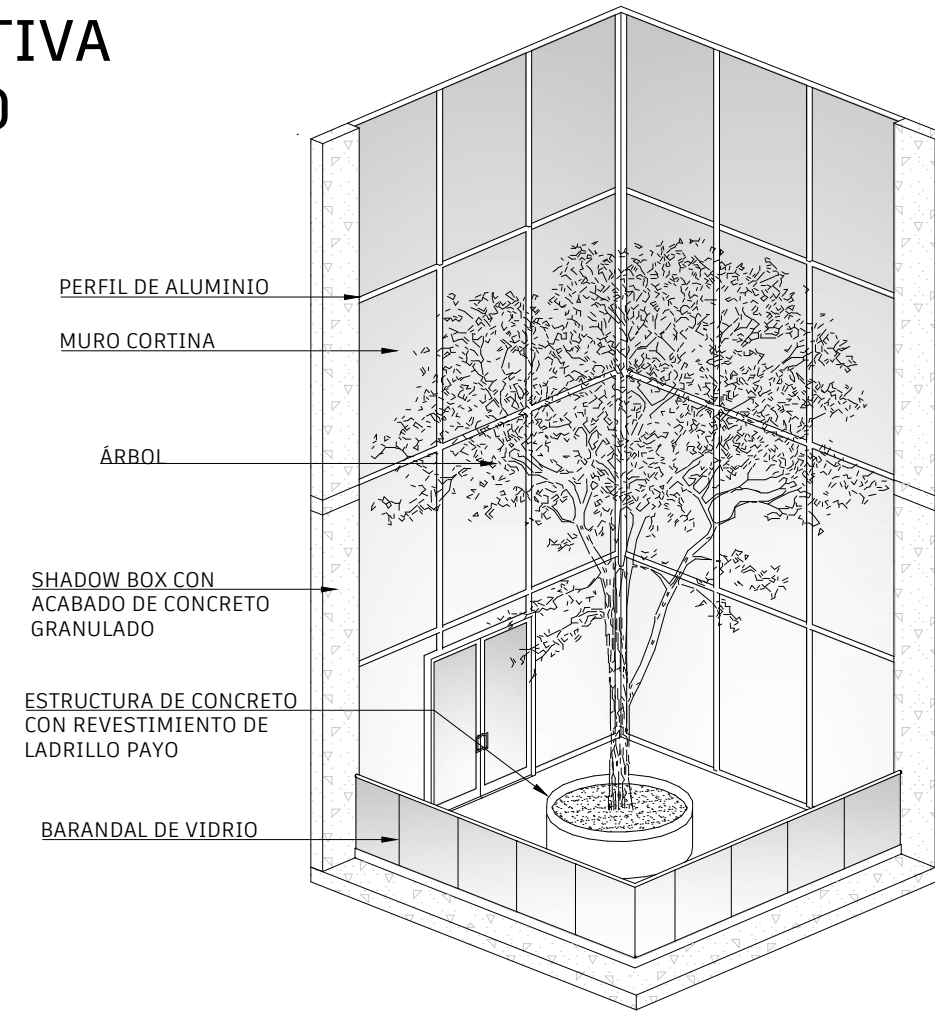 TIVA
O
PERFIL DE ALUMINIO
MURO CORTINA
ÁRBOL
SHADOW BOX CON
ACABADO DE CONCRETO
GRANULADO
ESTRUCTURA DE CONCRETO
CON REVESTIMIENTO DE
LADRILLO PAYO
BARANDAL DE VIDRIO